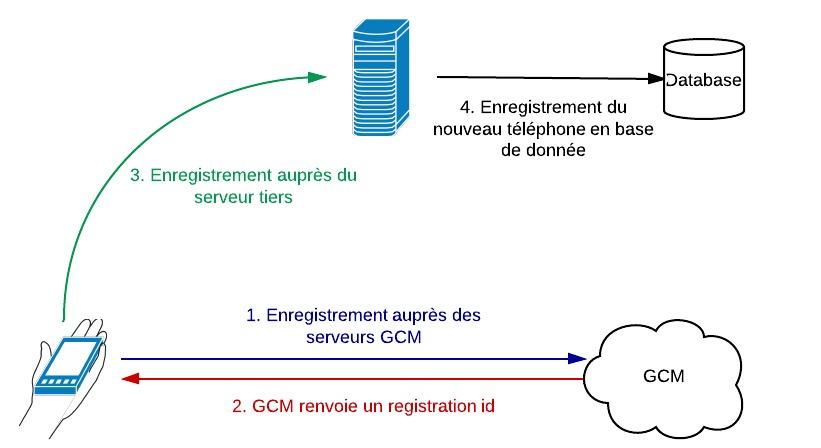 Database
4. Enregistrement du
nouveau téléphone en base
de donnée
3. Enregistrement auprès du
serveur tiers
1. Enregistrement auprès des
serveurs GCM
GCM
2. GCM renvoie un registration id